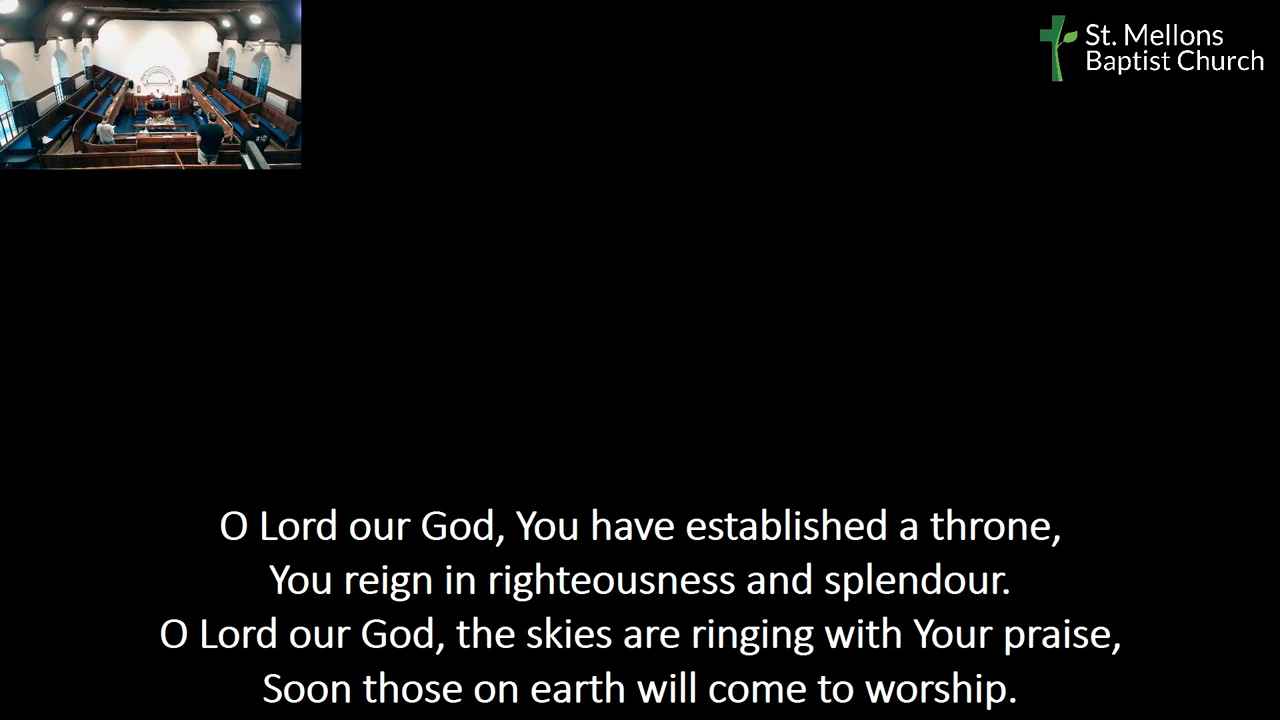 St. Mellons
Baptist Church
O Lord our God, You have established a throne,
You reign in righteousness and splendour.
O Lord our God, the skies are ringing with Your praise,
Soon those on earth will come to worship.